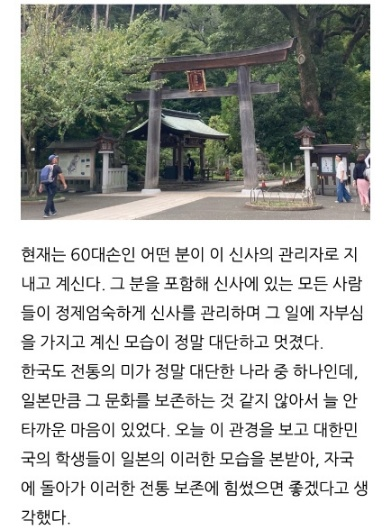 현재는 60대손인 어떤 분이 이 신사의 관리자로 지
내고 계신다. 그 분을 포함해 신사에 있는 모든 사람
들이 정제엄숙하게 신사를 관리하며 그 일에 자부심
을 가지고 계신 모습이 정말 대단하고 멋졌다.
한국도 전통의 미가 정말 대단한 나라 중 하나인데,
일본만큼 그 문화를 보존하는 것 같지 않아서 늘 안
타까운 마음이 있었다. 오늘 이 관경을 보고 대한민
국의 학생들이 일본의 이러한 모습을 본받아, 자국
에 돌아가 이러한 전통 보존에 힘썼으면 좋겠다고 생
각했다.